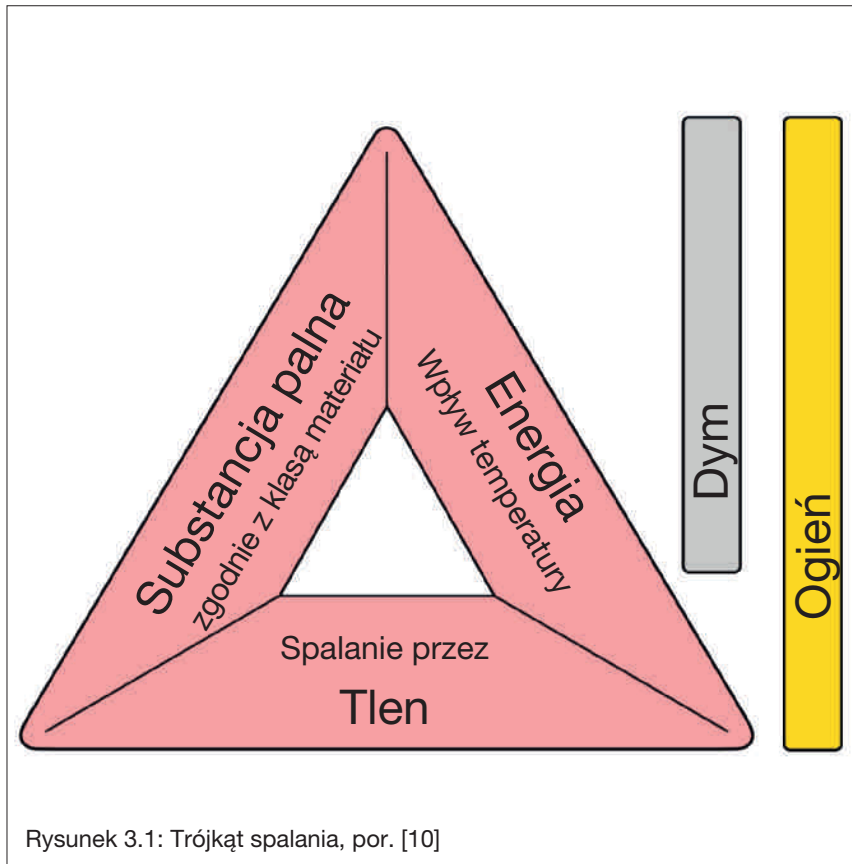 Substancja palna
zgodnie z klasą materiału
Energia
Wpływ temperatury
Spalanie przez
Tlen
Dym
Ogień
Rysunek 3.1: Trójkąt spalania, por. [10]